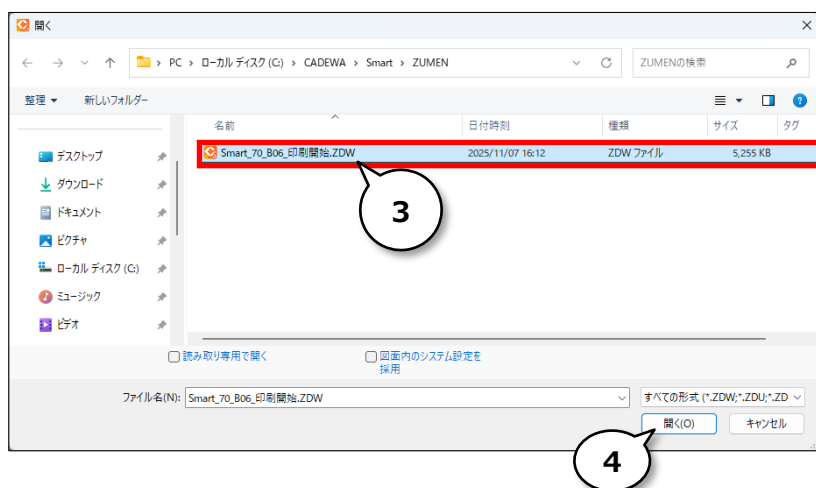 開く
PC › ローカル ディスク (C:) › CADEWA › Smart › ZUMEN
ZUMENの検索
整理
新しいフォルダー
名前 日付時刻 種類 サイズ タグ
デスクトップ
Smart_70_B06_印刷開始.ZDW 2025/11/07 16:12 ZDW ファイル 5,255 KB
ダウンロード
ドキュメント
ピクチャ
ローカル ディスク (C:)
ミュージック
ビデオ
3
読み取り専用で開く
図面内のシステム設定を
採用
ファイル名(N): Smart_70_B06_印刷開始.ZDW
すべての形式 (*.ZDW;*.ZDU;*.ZD
開く(O) キャンセル
4